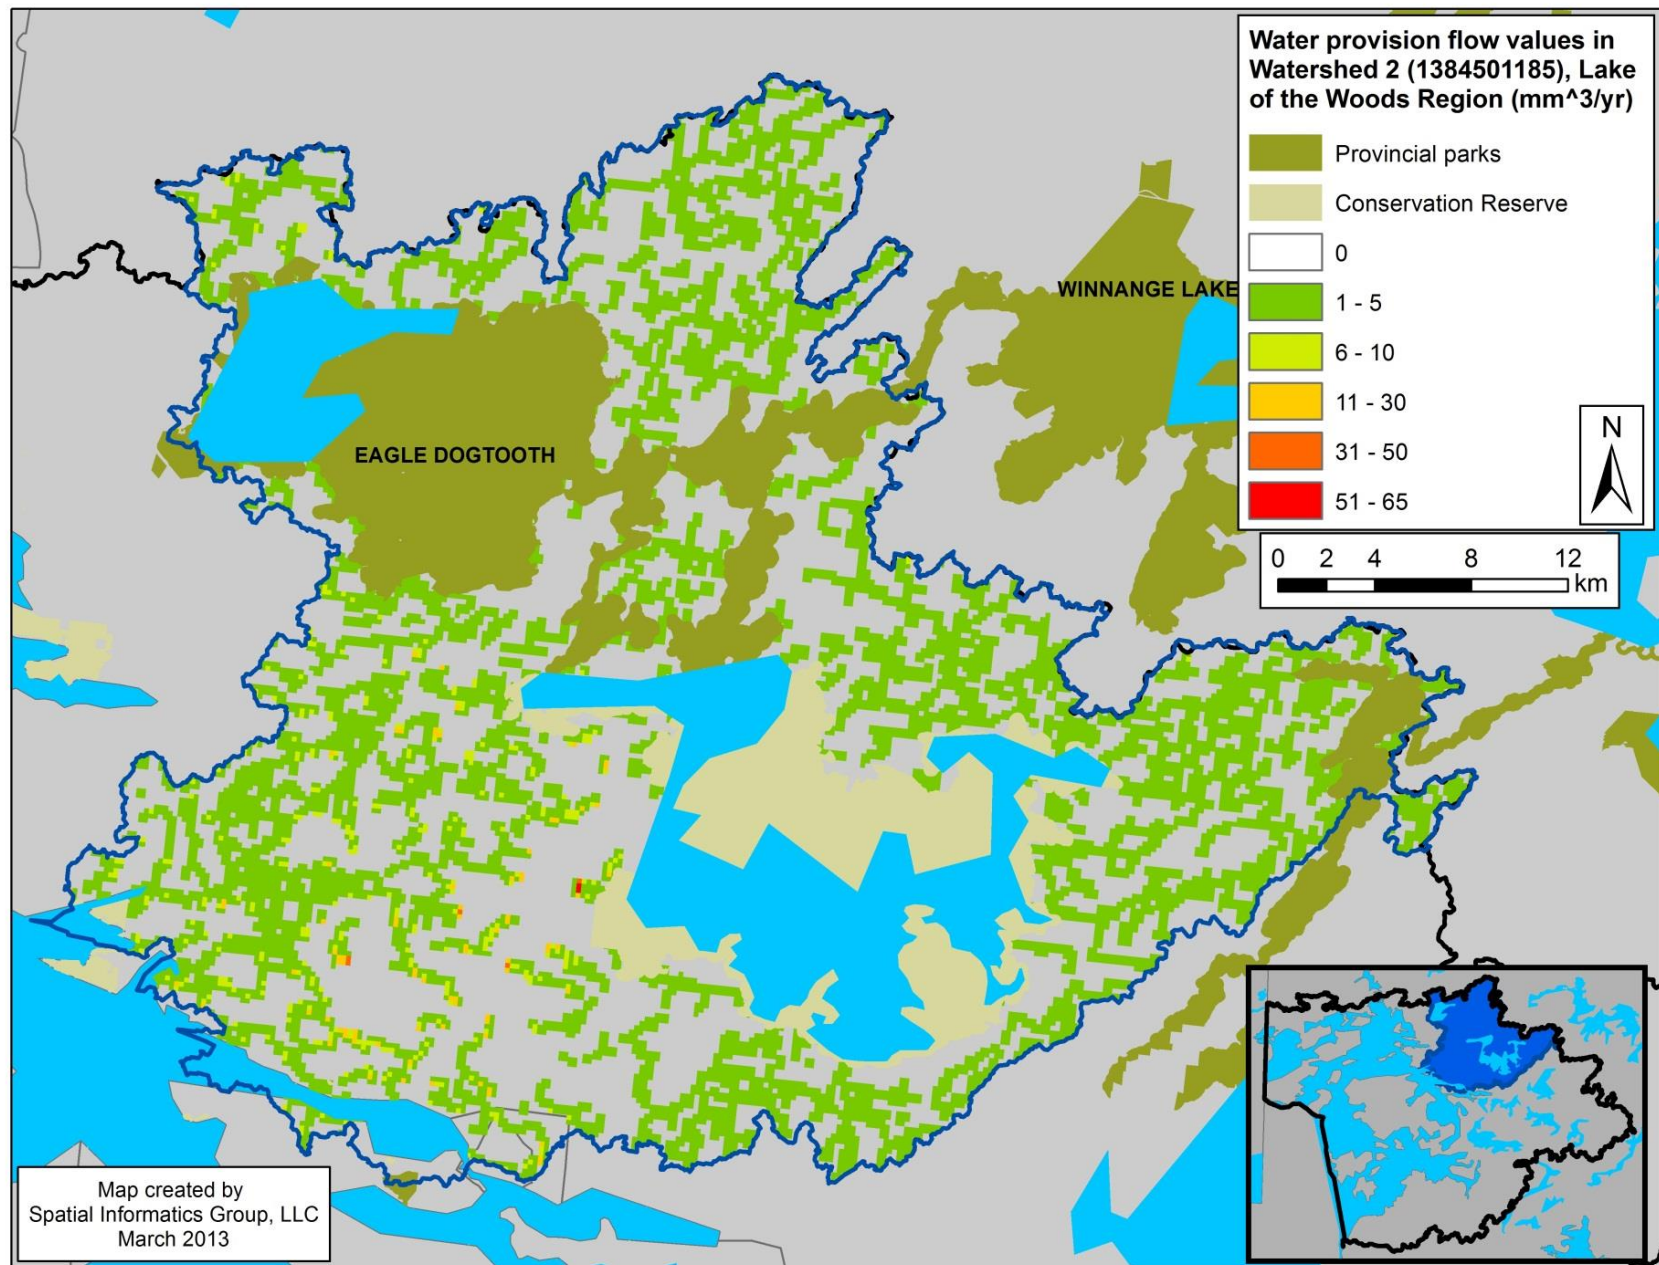 Water provision flow values in
Watershed 2 (1384501185), Lake
of the Woods Region (mm^3/yr)
Provincial parks
Conservation Reserve
0
1 - 5
6 - 10
11 - 30
31 - 50
51 - 65
N
0 2 4 8 12
km
WINNANGE LAKE
EAGLE DOGTOOTH
Map created by
Spatial Informatics Group, LLC
March 2013